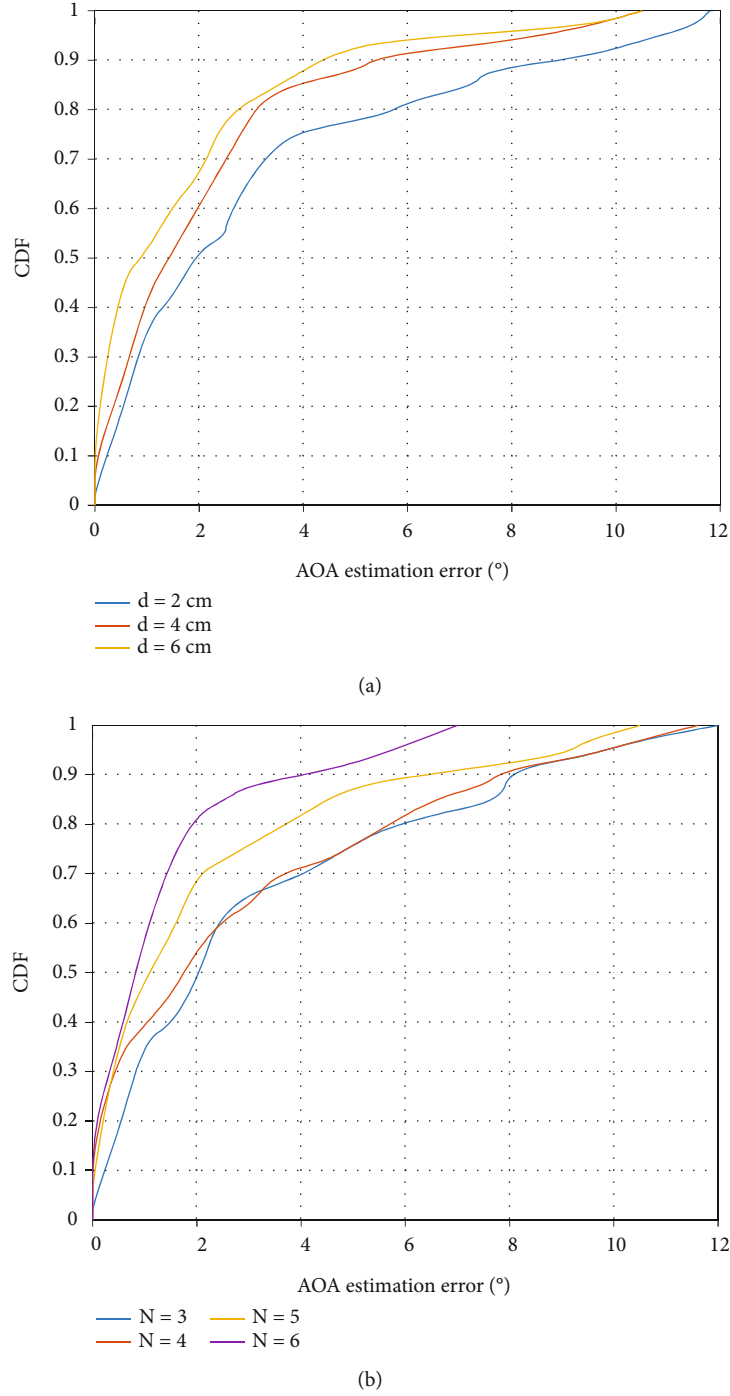 1
0.9
0.8
0.7
0.6
0.5
0.4
0.3
0.2
0.1
0
CDF
0 2 4 6 8 10 12
AOA estimation error (°)
d = 2 cm
d = 4 cm
d = 6 cm
(a)
1
0.9
0.8
0.7
0.6
0.5
0.4
0.3
0.2
0.1
0
CDF
0 2 4 6 8 10 12
AOA estimation error (°)
N = 3 N = 5
N = 4 N = 6
(b)